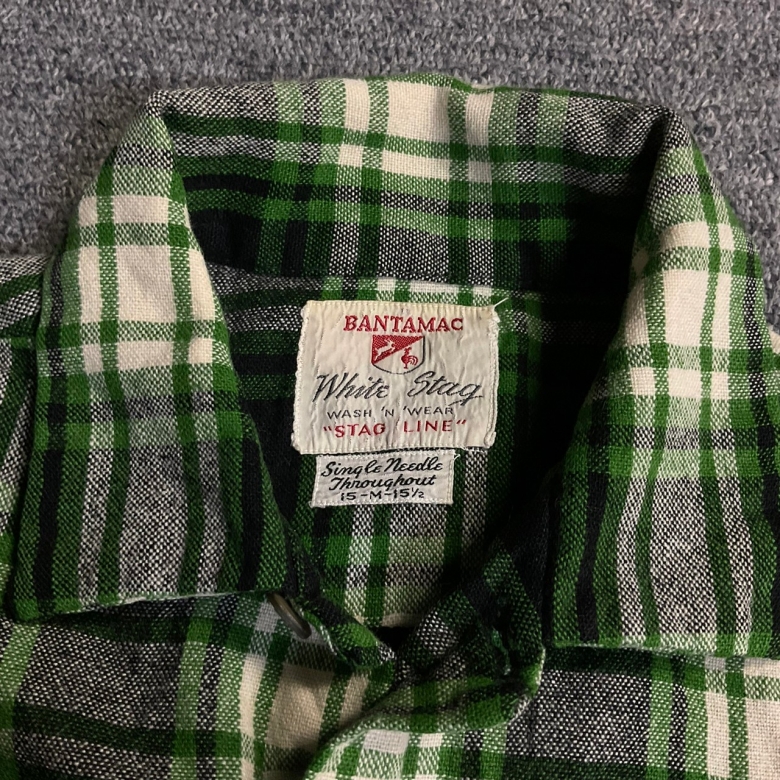 BANTAMAC
White Stag
WASH 'N 'WEAR
"STAG LINE"
Single Needle
Throughout
15-M-15½